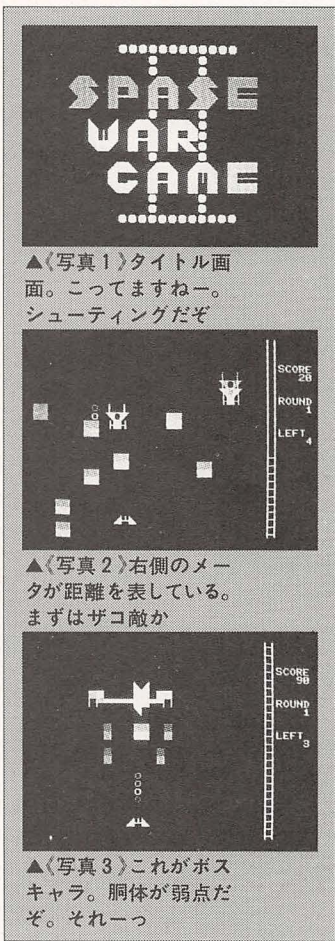 SPASE
WAR
GAME
II
▲《写真1》タイトル画
面。こってますねー。
シューティングだぞ
SCORE
20
ROUND
1
LEFT
4
▲《写真2》右側のメー
タが距離を表している。
まずはザコ敵か
SCORE
90
ROUND
1
LEFT
3
▲《写真3》これがボス
キャラ。胴体が弱点だ
ぞ。それーっ